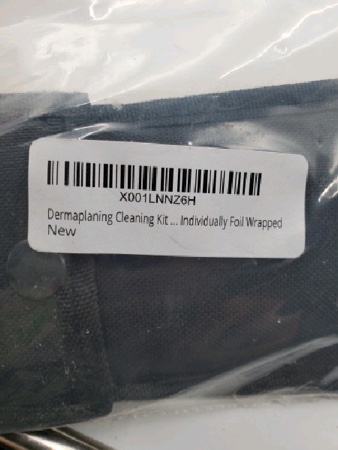 X001LNNZ6H
Dermaplaning Cleaning Kit ... Individually Foil Wrapped
New